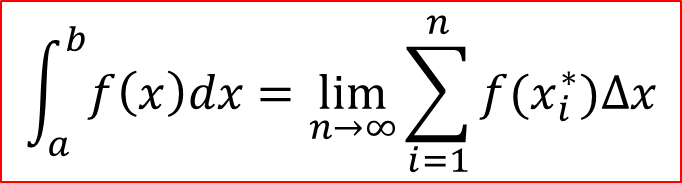 ∫_a^b f(x)dx = lim_{n→∞} ∑_{i=1}^n f(x_i^*)Δx